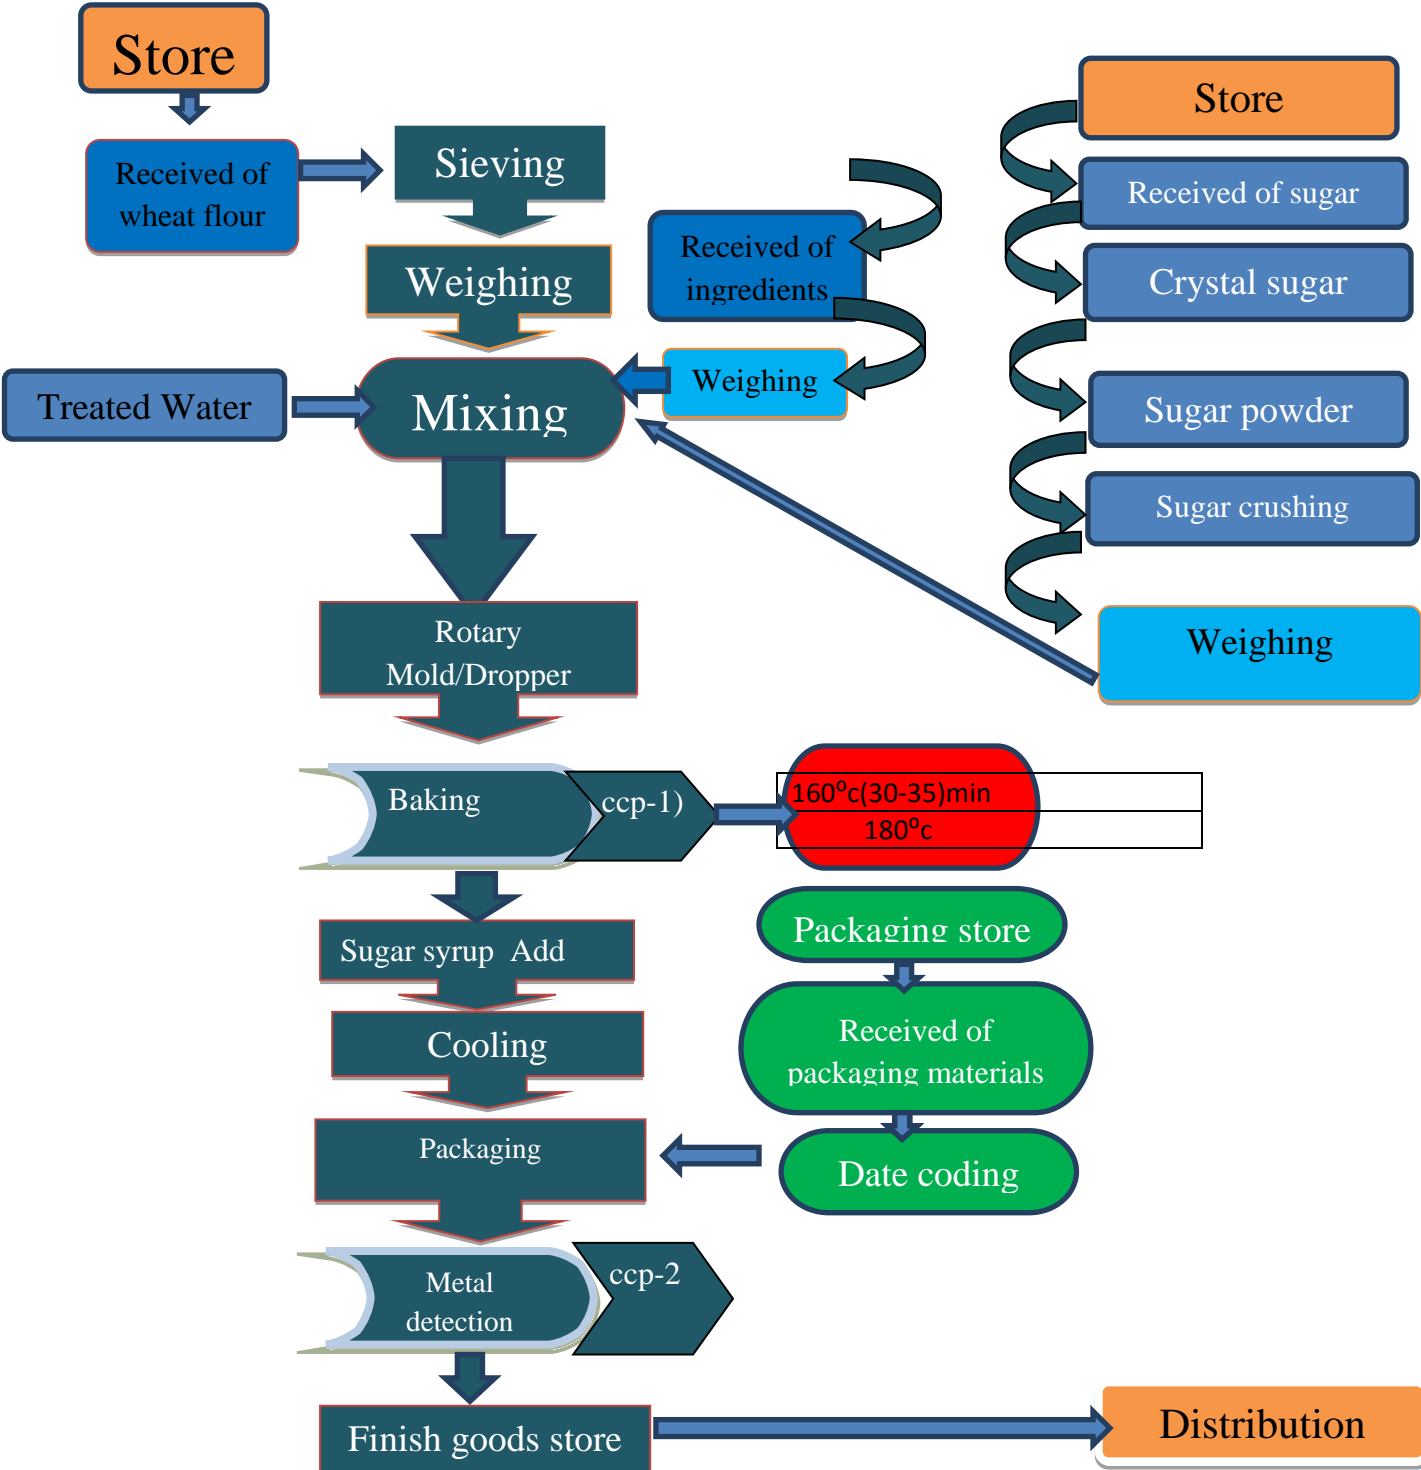 Store
Received of
wheat flour
Sieving
Weighing
Received of
ingredients
Weighing
Treated Water
Mixing
Store
Received of sugar
Crystal sugar
Sugar powder
Sugar crushing
Weighing
Rotary
Mold/Dropper
Baking
ccp-1)
160⁰c(30-35)min
180⁰c
Sugar syrup  Add
Cooling
Packaging store
Received of
packaging materials
Date coding
Packaging
Metal
detection
ccp-2
Finish goods store
Distribution